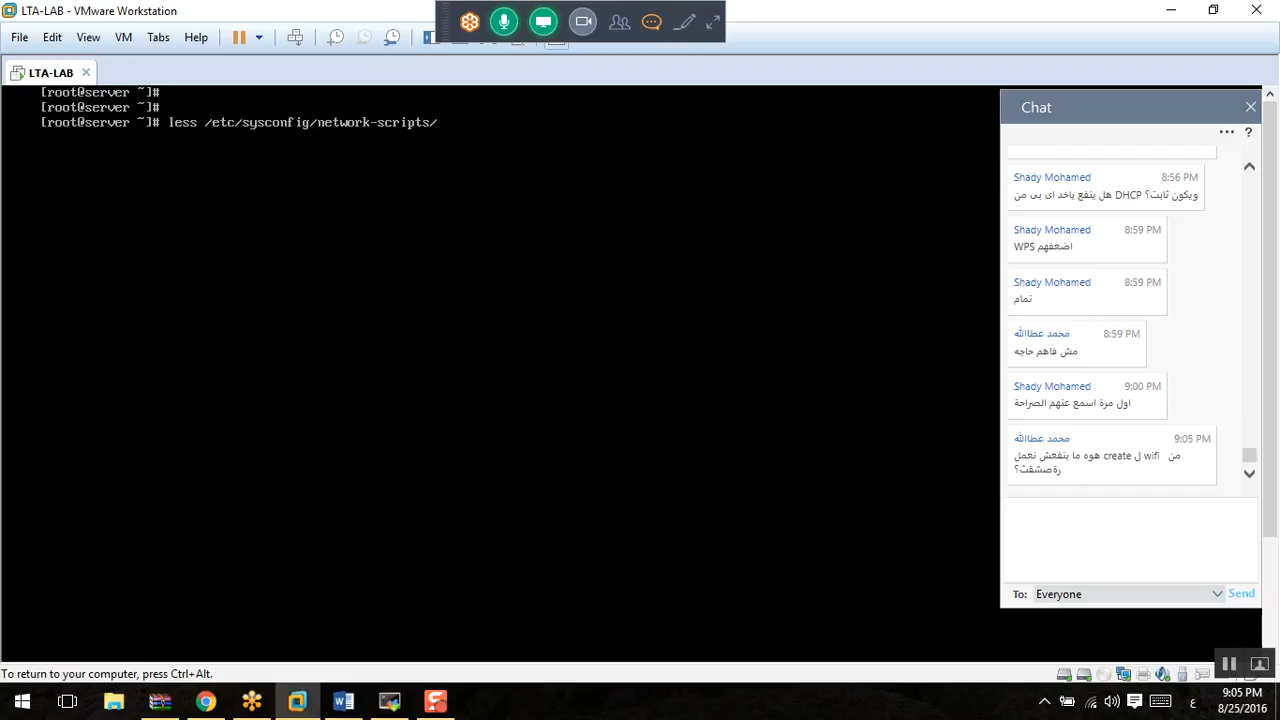 LTA-LAB - VMware Workstation
File Edit View VM Tabs Help
LTA-LAB
[root@server ~]#
[root@server ~]#
[root@server ~]# less /etc/sysconfig/network-scripts/
Chat
Shady Mohamed 8:56 PM
هل ينفع ياخد اى بى من DHCP ويكون ثابت؟
Shady Mohamed 8:59 PM
اضعفهم WPS
Shady Mohamed 8:59 PM
تمام
محمد عطاالله 8:59 PM
مش فاهم حاجه
Shady Mohamed 9:00 PM
اول مرة اسمع عنهم الصراحة
محمد عطاالله 9:05 PM
هوه ما ينفعش نعمل create ل wifi من
رةصشقث؟
To: Everyone Send
To return to your computer, press Ctrl+Alt.
ع
9:05 PM
8/25/2016